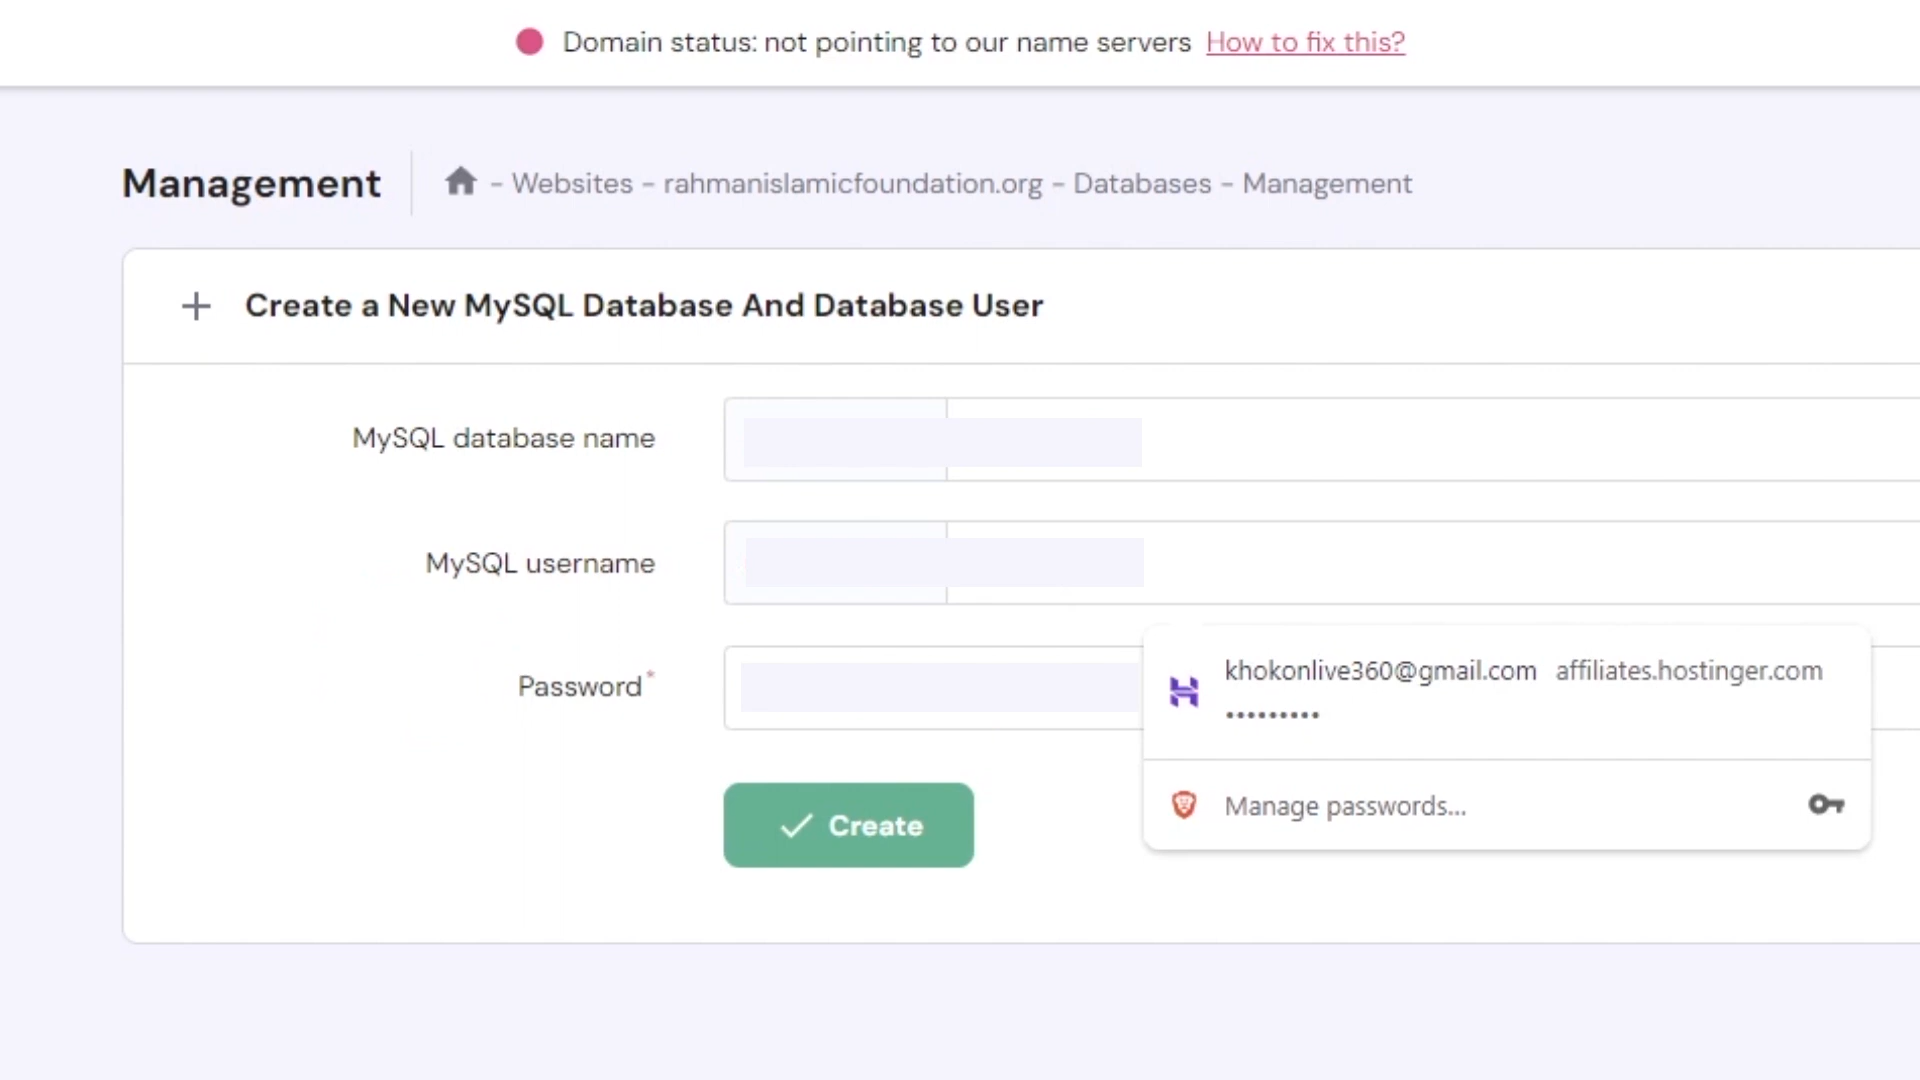 Domain status: not pointing to our name servers How to fix this?
Management - Websites - rahmanislamicfoundation.org - Databases - Management
Create a New MySQL Database And Database User
MySQL database name
MySQL username
Password*
khokonlive360@gmail.com affiliates.hostinger.com
•••••••••
Manage passwords...
Create